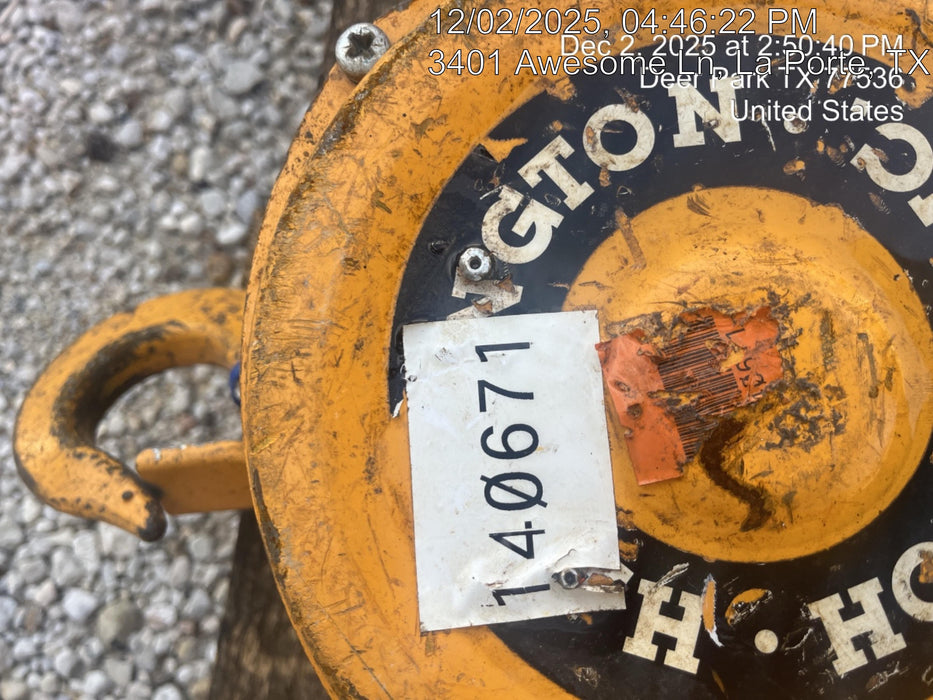 12/02/2025, 04:46:22 PM
Dec 2, 2025 at 2:50:40 PM
3401 Awesome Ln, La Porte, TX
Deer Park TX 77536
United States
NGTON
140671
H